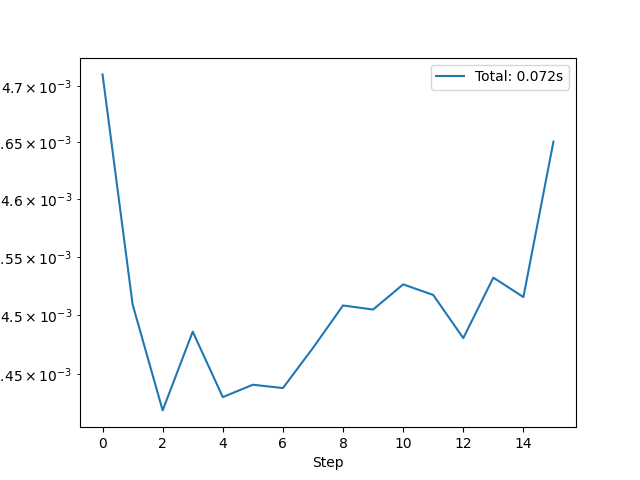 Total: 0.072s
4.7 × 10⁻³
.65 × 10⁻³
4.6 × 10⁻³
.55 × 10⁻³
4.5 × 10⁻³
.45 × 10⁻³
0 2 4 6 8 10 12 14
Step